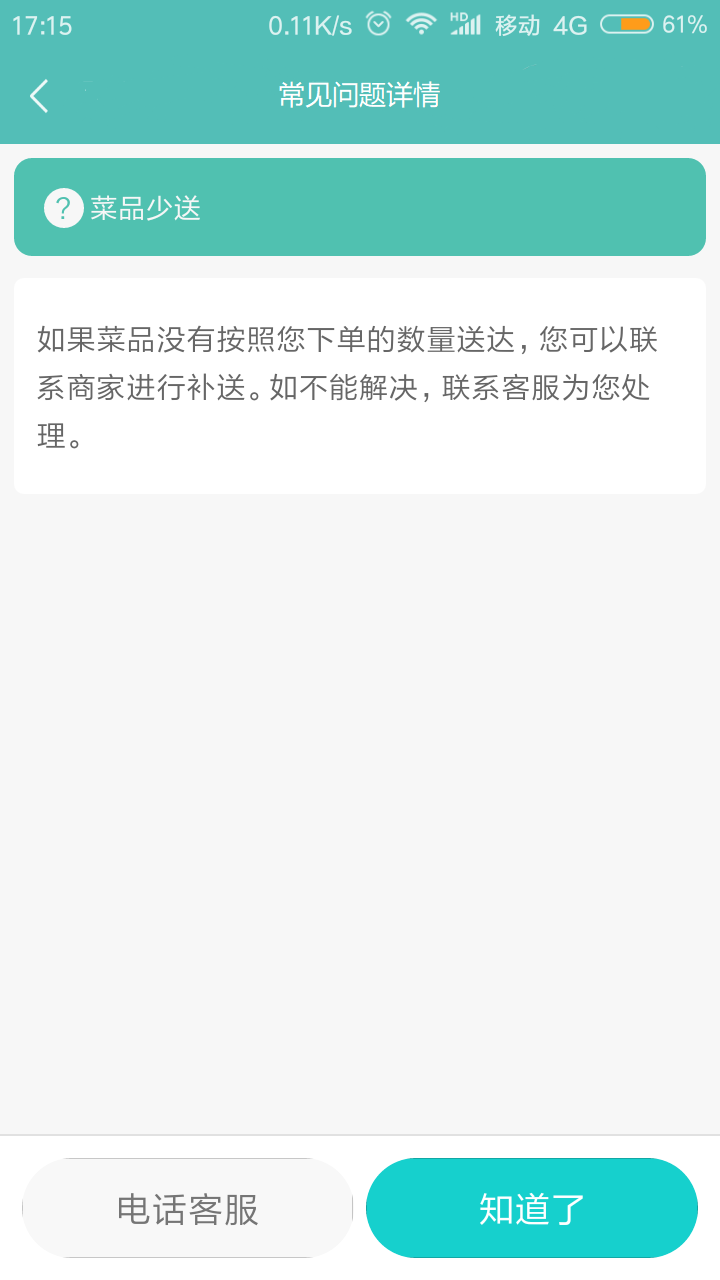 17:15 0.11K/s HD 移动 4G 61%
常见问题详情
? 菜品少送
如果菜品没有按照您下单的数量送达，您可以联
系商家进行补送。如不能解决，联系客服为您处
理。
电话客服 知道了